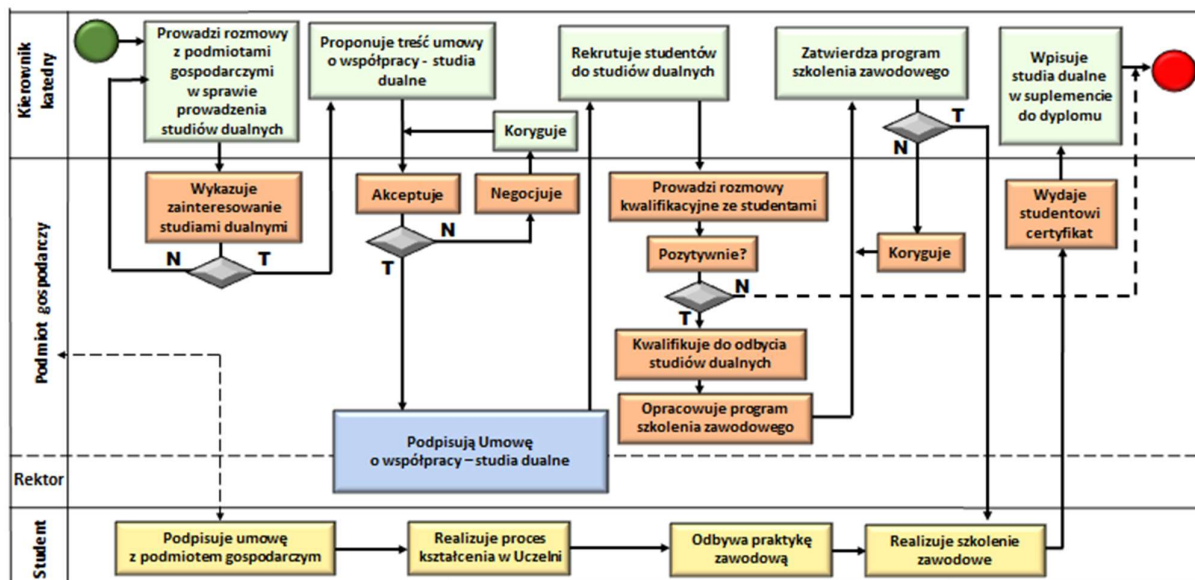 Kierownik
katedry
Prowadzi rozmowy
z podmiotami
gospodarczymi
w sprawie
prowadzenia
studiów dualnych
Proponuje treść umowy
o współpracy - studia
dualne
Koryguje
Rekrutuje studentów
do studiów dualnych
Zatwierdza program
szkolenia zawodowego
T
N
Wpisuje
studia dualne
w suplemencie
do dyplomu
Podmiot gospodarczy
Wykazuje
zainteresowanie
studiami dualnymi
N
T
Akceptuje
N
T
Negocjuje
Prowadzi rozmowy
kwalifikacyjne ze studentami
Pozytywnie?
N
T
Kwalifikuje do odbycia
studiów dualnych
Opracowuje program
szkolenia zawodowego
Koryguje
Wydaje
studentowi
certyfikat
Podpisują Umowę
o współpracy – studia dualne
Rektor
Student
Podpisuje umowę
z podmiotem gospodarczym
Realizuje proces
kształcenia w Uczelni
Odbywa praktykę
zawodową
Realizuje szkolenie
zawodowe